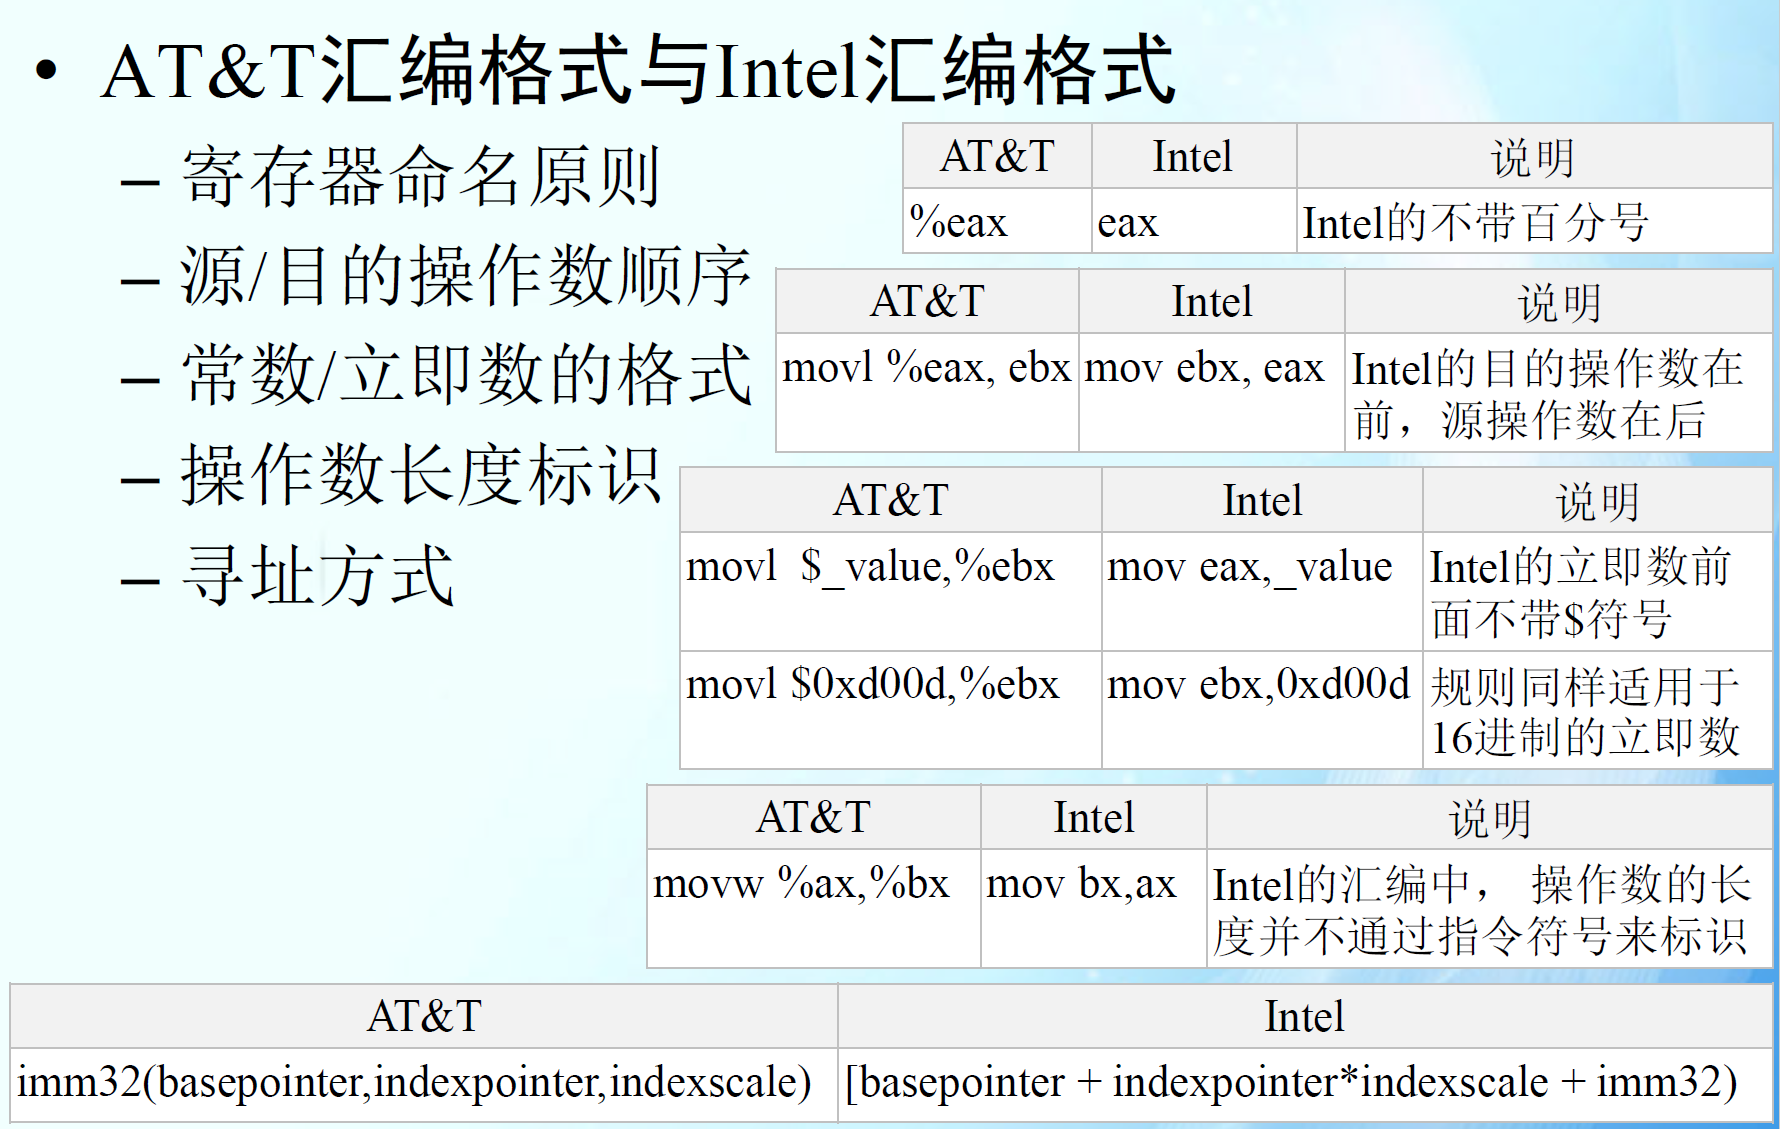 • AT&T汇编格式与Intel汇编格式
– 寄存器命名原则
– 源/目的操作数顺序
– 常数/立即数的格式
– 操作数长度标识
– 寻址方式
AT&T Intel 说明
%eax eax Intel的不带百分号
AT&T Intel 说明
movl %eax, ebx mov ebx, eax Intel的目的操作数在
前，源操作数在后
AT&T Intel 说明
movl $_value,%ebx mov eax,_value Intel的立即数前
面不带$符号
movl $0xd00d,%ebx mov ebx,0xd00d 规则同样适用于
16进制的立即数
AT&T Intel 说明
movw %ax,%bx mov bx,ax Intel的汇编中， 操作数的长
度并不通过指令符号来标识
AT&T Intel
imm32(basepointer,indexpointer,indexscale) [basepointer + indexpointer*indexscale + imm32)